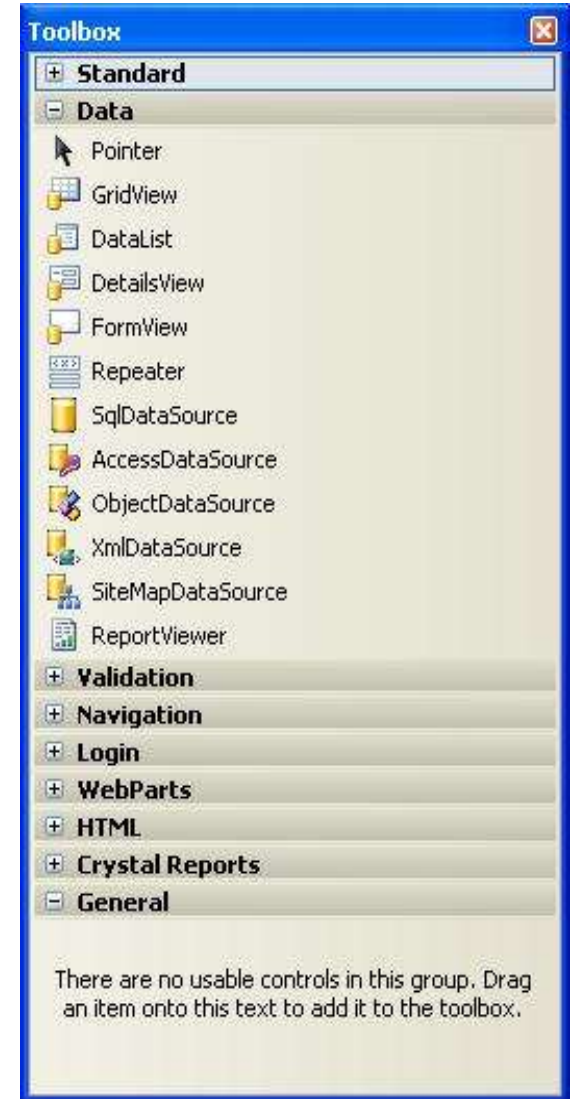 Toolbox
Standard
Data
Pointer
GridView
DataList
DetailsView
FormView
Repeater
SqlDataSource
AccessDataSource
ObjectDataSource
XmlDataSource
SiteMapDataSource
ReportViewer
Validation
Navigation
Login
WebParts
HTML
Crystal Reports
General
There are no usable controls in this group. Drag
an item onto this text to add it to the toolbox.